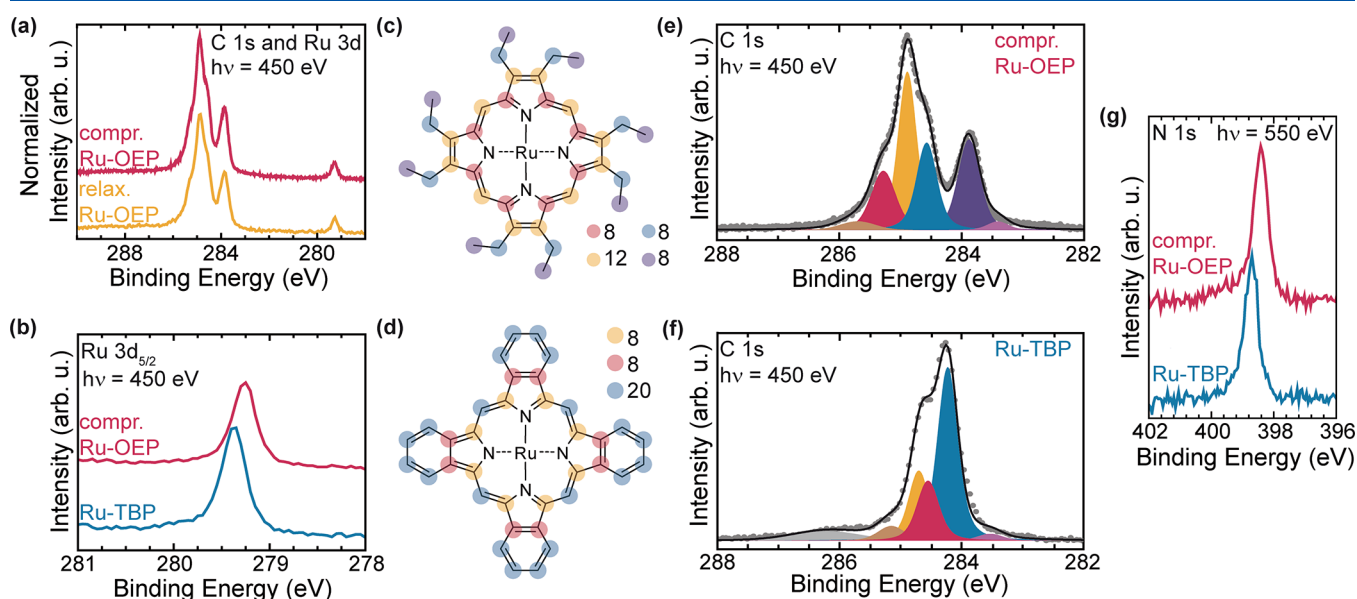 (a)
C 1s and Ru 3d
hν = 450 eV
compr.
Ru-OEP
relax.
Ru-OEP
Normalized
Intensity (arb. u.)
288 284 280
Binding Energy (eV)
(b)
Ru 3d5/2
hν = 450 eV
compr.
Ru-OEP
Ru-TBP
Intensity (arb. u.)
281 280 279 278
Binding Energy (eV)
(c)
N
N Ru N
N
8 8
12 8
(d)
8
8
20
N
N Ru N
N
(e)
C 1s
hν = 450 eV
compr.
Ru-OEP
Intensity (arb. u.)
288 286 284 282
Binding Energy (eV)
(f)
C 1s
hν = 450 eV
Ru-TBP
Intensity (arb. u.)
288 286 284 282
Binding Energy (eV)
(g)
N 1s hν = 550 eV
compr.
Ru-OEP
Ru-TBP
Intensity (arb. u.)
402 400 398 396
Binding Energy (eV)